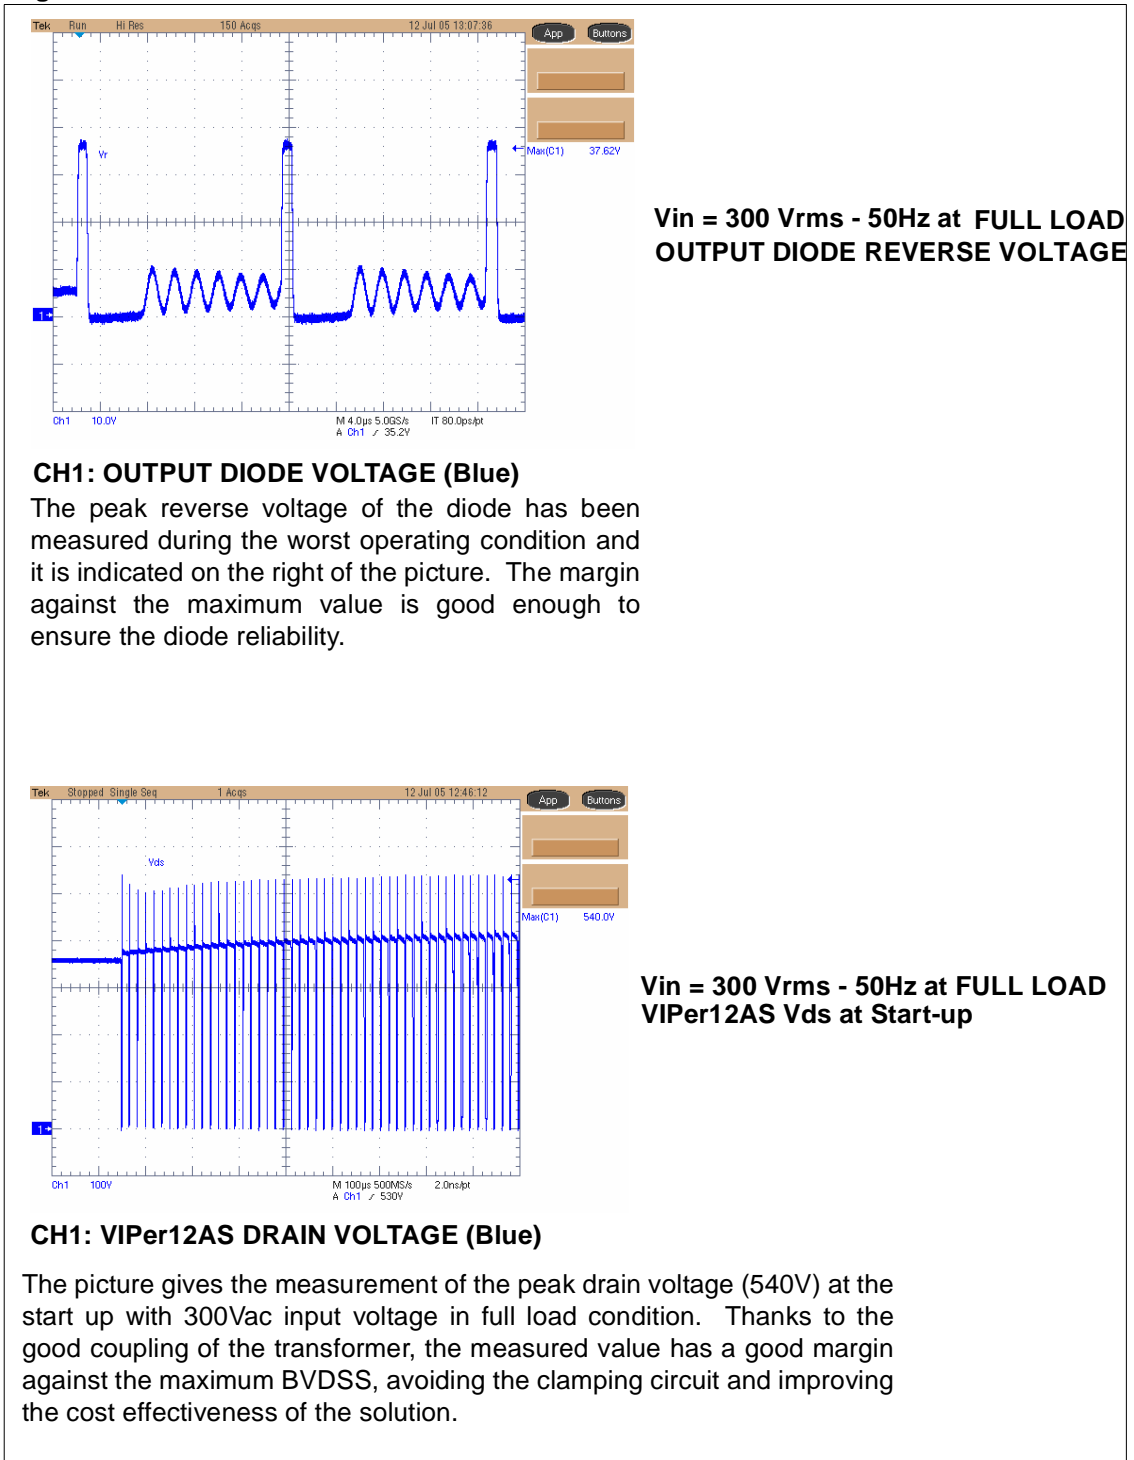 Tek Run Hi Res 150 Acqs 12 Jul 05 13:07:36 App Buttons
Vr
Max(C1) 37.62V
1
Ch1 10.0V M 4.0µs 5.0GS/s IT 80.0ps/pt
A Ch1 / 35.2V
Vin = 300 Vrms - 50Hz at FULL LOAD
OUTPUT DIODE REVERSE VOLTAGE
CH1: OUTPUT DIODE VOLTAGE (Blue)
The peak reverse voltage of the diode has been
measured during the worst operating condition and
it is indicated on the right of the picture. The margin
against the maximum value is good enough to
ensure the diode reliability.
Tek Stopped Single Seq 1 Acqs 12 Jul 05 12:46:12 App Buttons
Vds
Max(C1) 540.0V
1
Ch1 100V M 100µs 500MS/s 2.0ns/pt
A Ch1 / 530V
Vin = 300 Vrms - 50Hz at FULL LOAD
VIPer12AS Vds at Start-up
CH1: VIPer12AS DRAIN VOLTAGE (Blue)
The picture gives the measurement of the peak drain voltage (540V) at the
start up with 300Vac input voltage in full load condition. Thanks to the
good coupling of the transformer, the measured value has a good margin
against the maximum BVDSS, avoiding the clamping circuit and improving
the cost effectiveness of the solution.